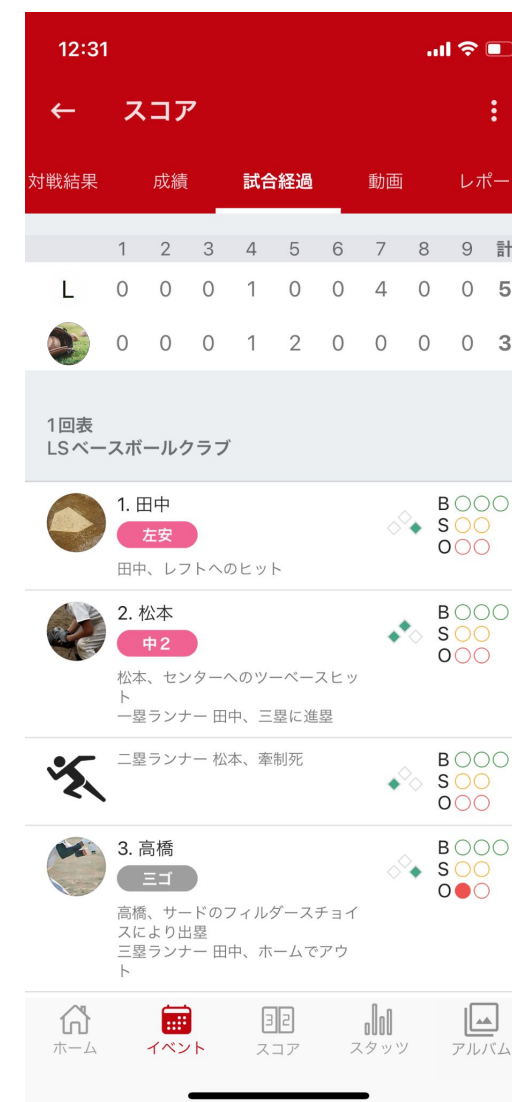 12:31
スコア
対戦結果 成績 試合経過 動画 レポー
1 2 3 4 5 6 7 8 9 計
L 0 0 0 1 0 0 4 0 0 5
0 0 0 1 2 0 0 0 0 3
1回表
LSベースボールクラブ
1. 田中
左安
田中、レフトへのヒット
B
S
O
2. 松本
中2
松本、センターへのツーベースヒッ
ト
一塁ランナー 田中、三塁に進塁
B
S
O
二塁ランナー 松本、牽制死
B
S
O
3. 高橋
三ゴ
高橋、サードのフィルダースチョイ
スにより出塁
三塁ランナー 田中、ホームでアウ
ト
B
S
O
ホーム イベント 32 スコア スタッツ アルバム